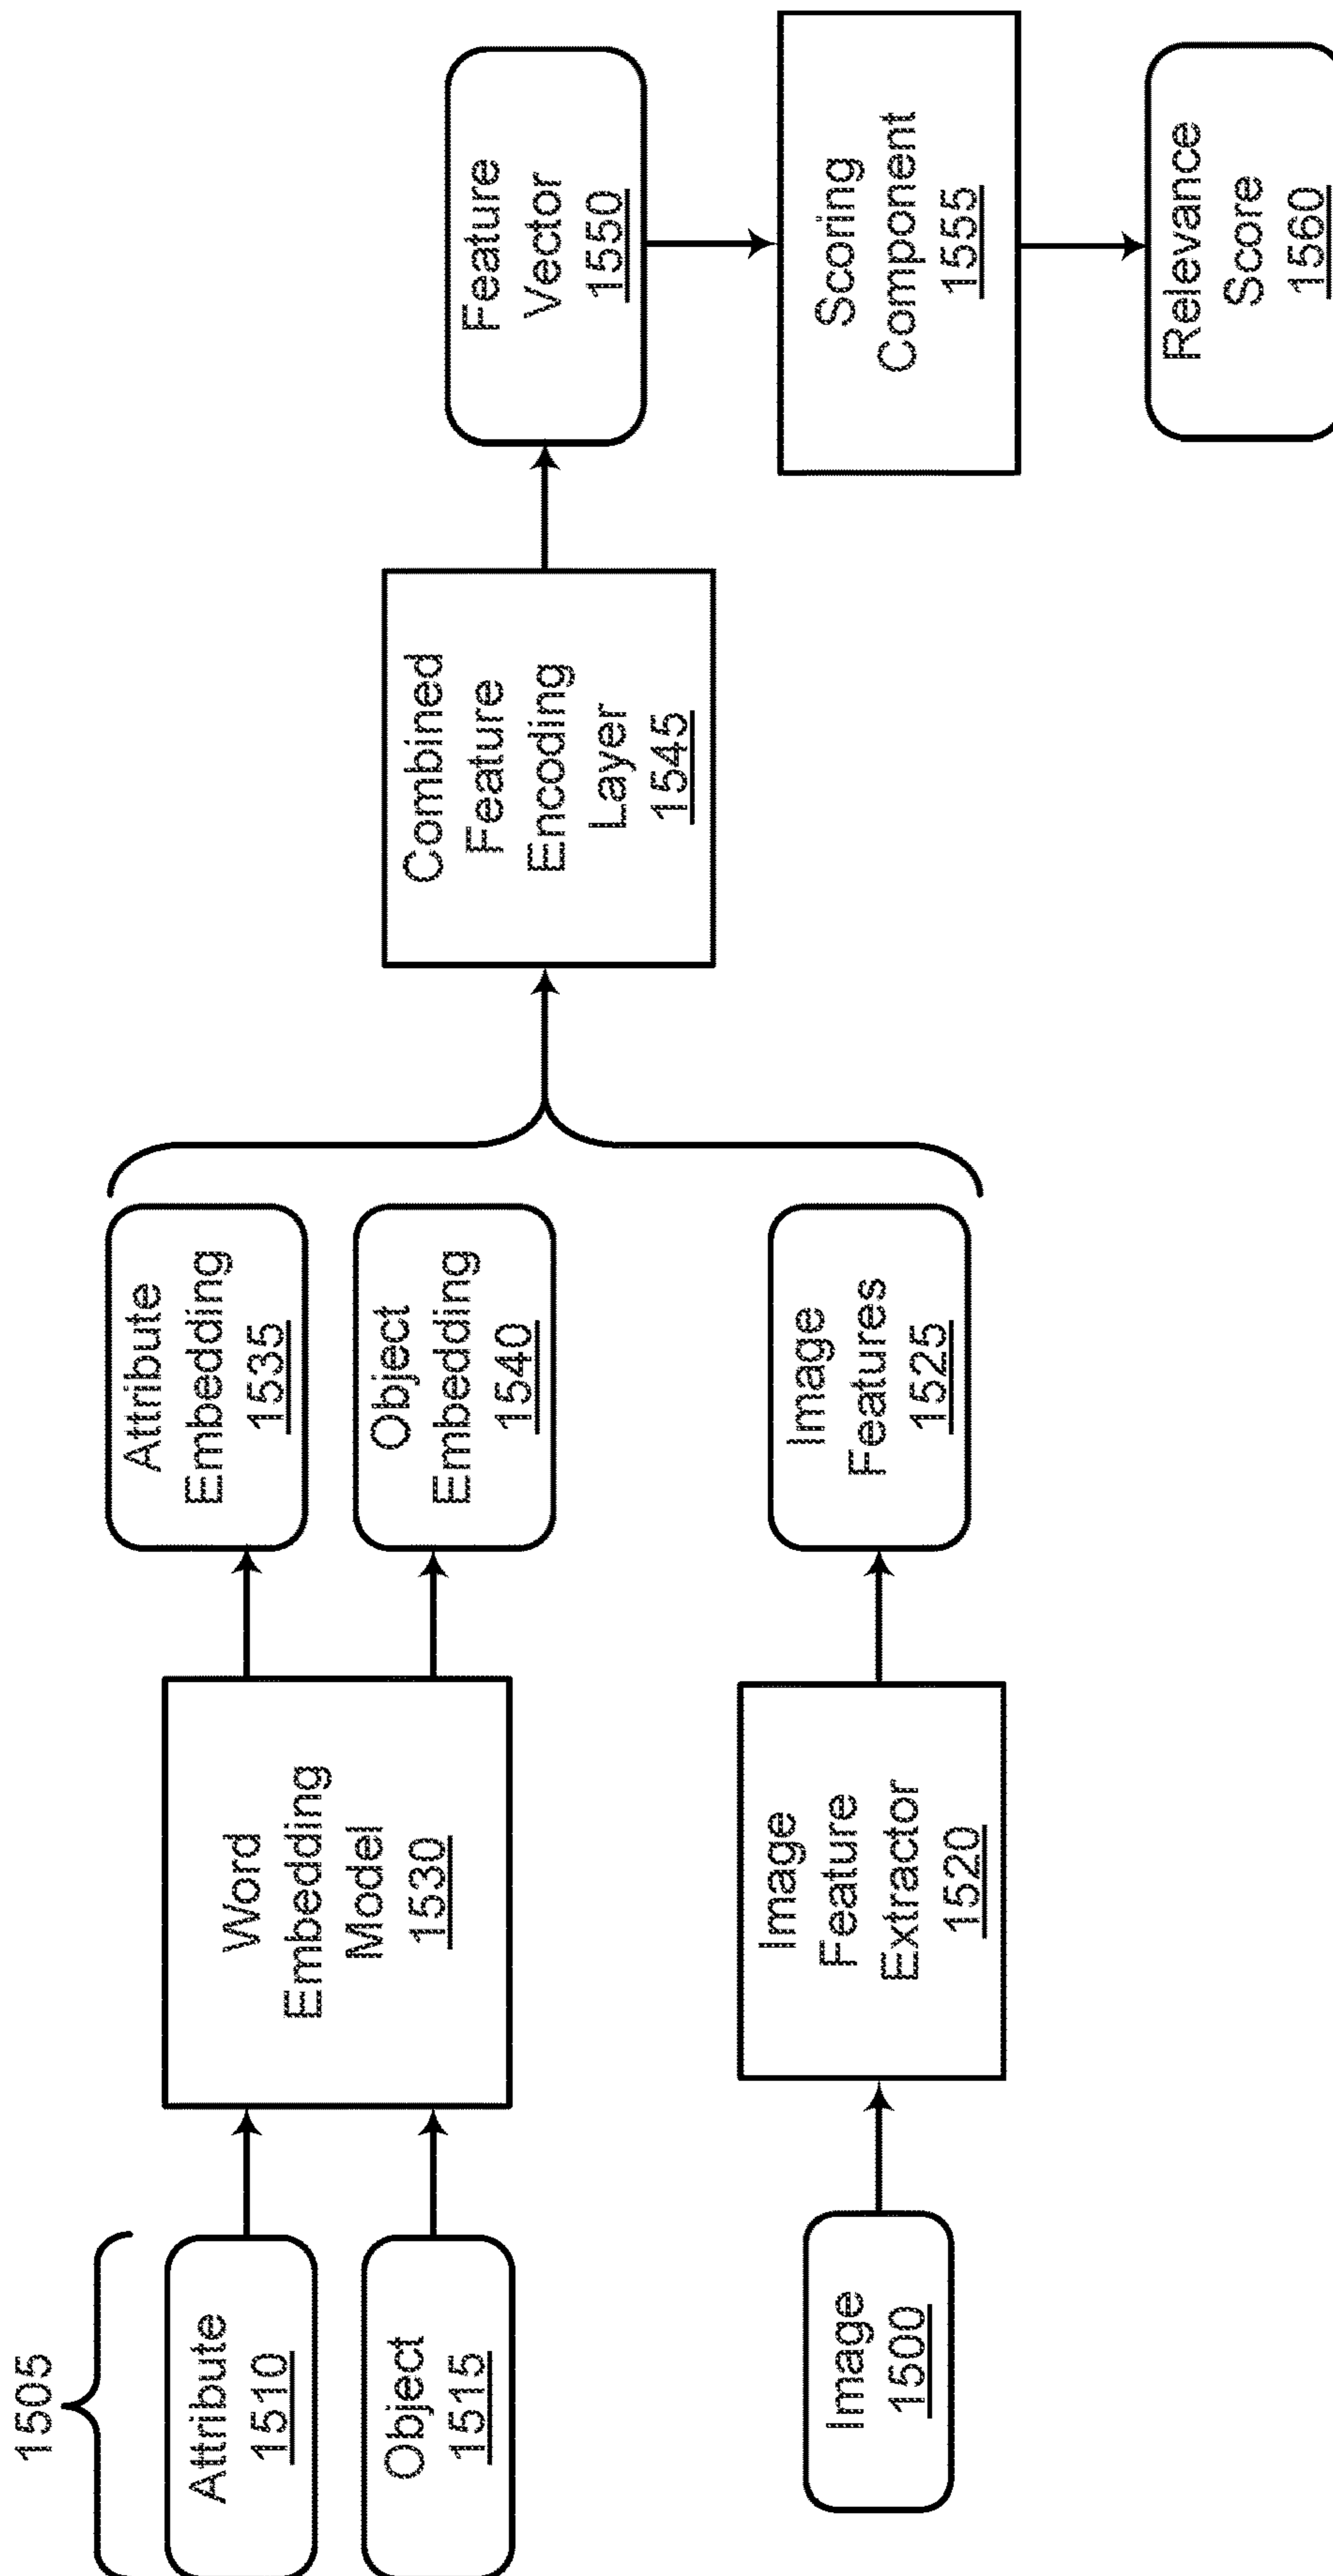 1505
Attribute
1510
Object
1515
Word
Embedding
Model
1530
Attribute
Embedding
1535
Object
Embedding
1540
Image
1500
Image
Feature
Extractor
1520
Image
Features
1525
Combined
Feature
Encoding
Layer
1545
Feature
Vector
1550
Scoring
Component
1555
Relevance
Score
1560